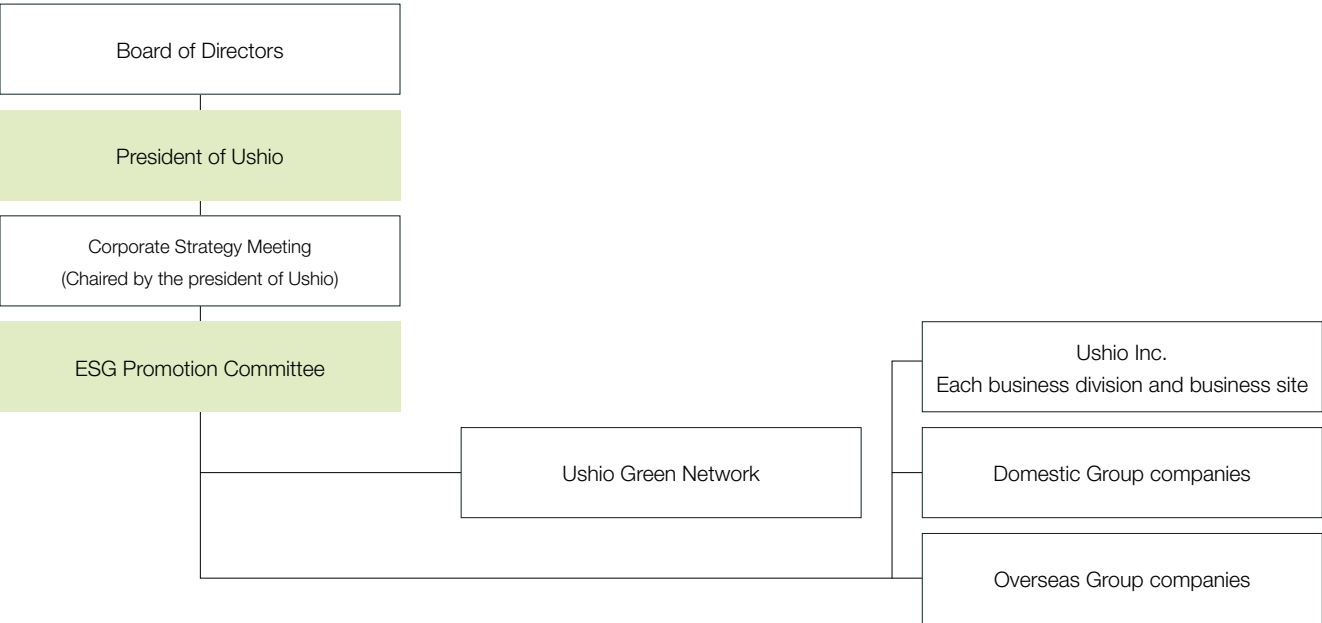 Board of Directors
President of Ushio
Corporate Strategy Meeting
(Chaired by the president of Ushio)
ESG Promotion Committee
Ushio Green Network
Ushio Inc.
Each business division and business site
Domestic Group companies
Overseas Group companies